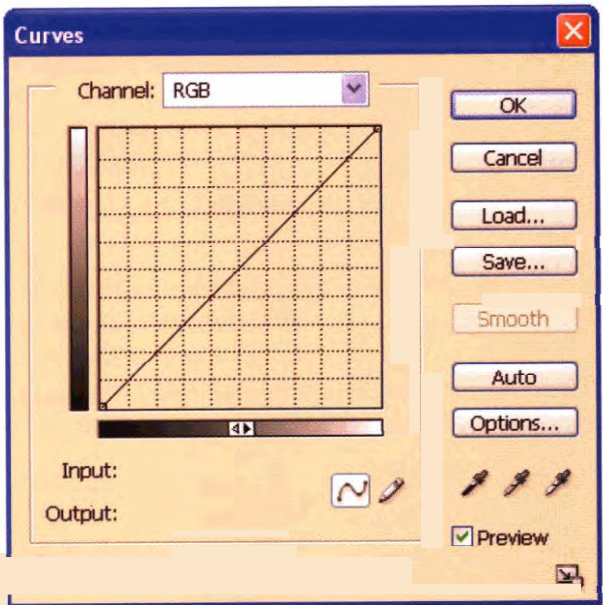 Curves
Channel: RGB
OK
Cancel
Load...
Save...
Smooth
Auto
Options...
Input:
Output:
Preview